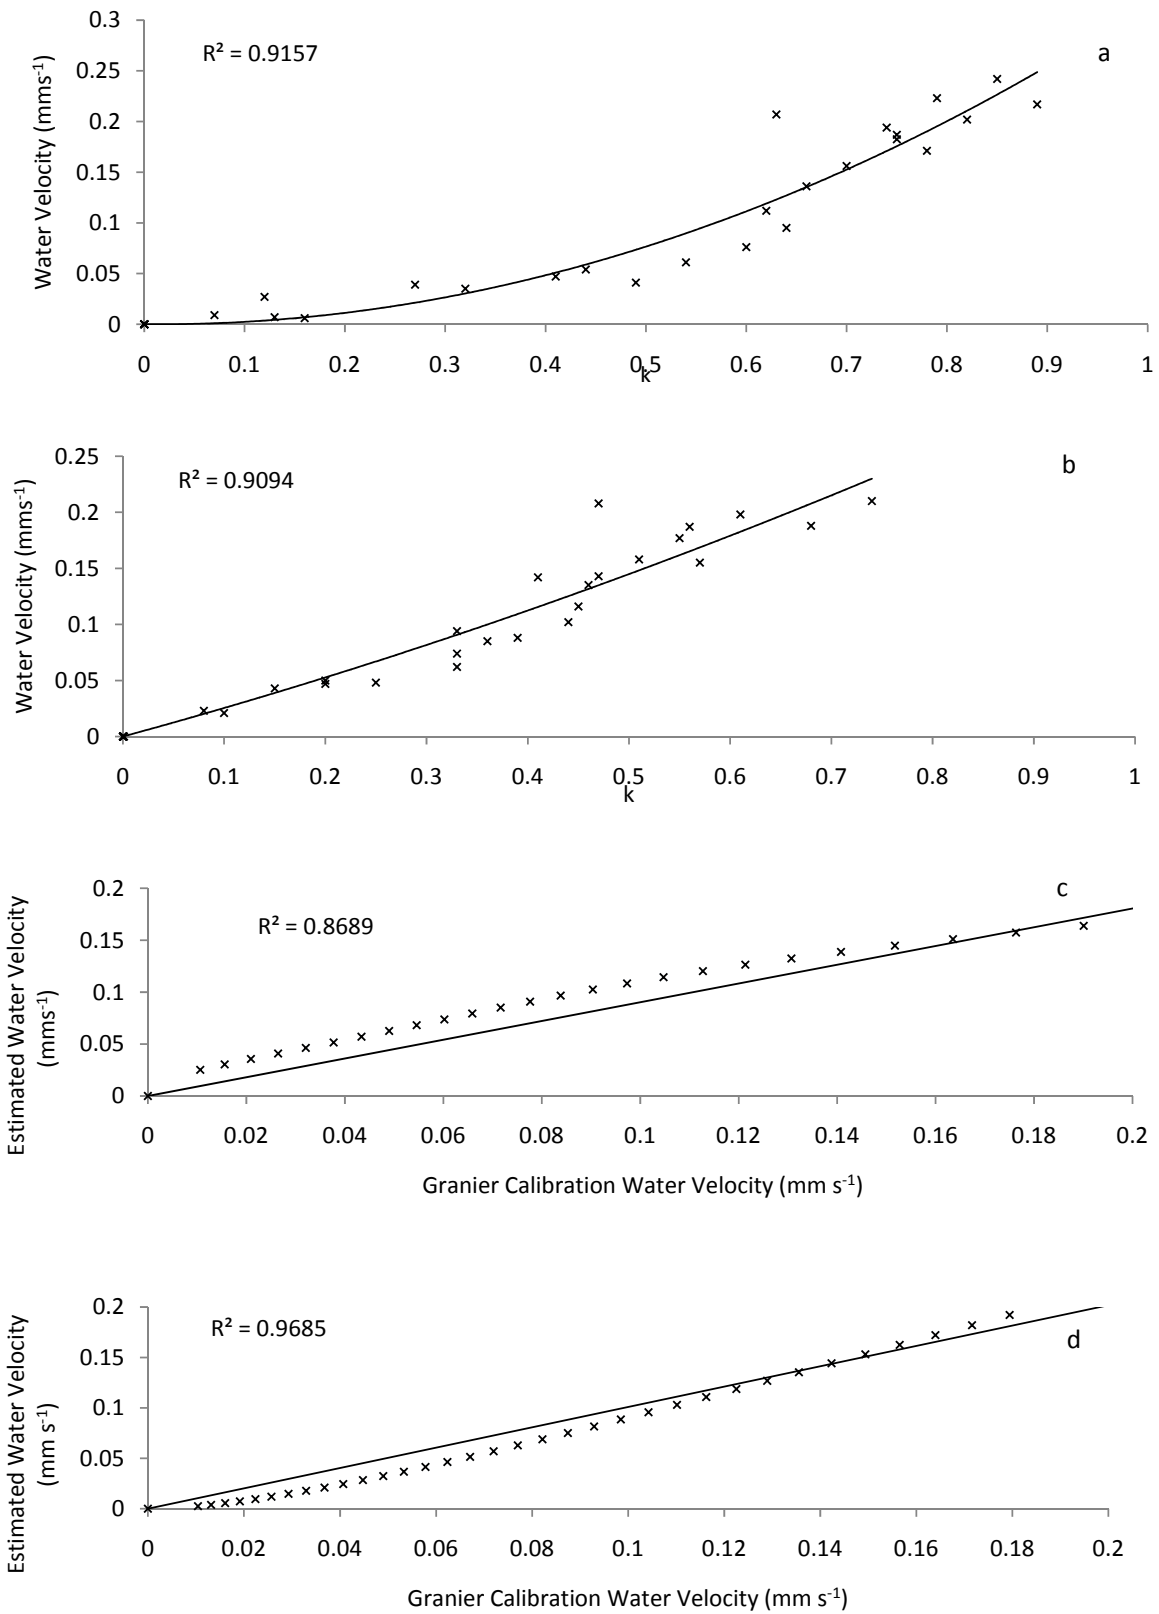 0.3
R² = 0.9157
a
0.25
0.2
0.15
0.1
0.05
0
Water Velocity (mms⁻¹)
0 0.1 0.2 0.3 0.4 0.5 0.6 0.7 0.8 0.9 1
k
0.25
R² = 0.9094
b
0.2
0.15
0.1
0.05
0
Water Velocity (mms⁻¹)
0 0.1 0.2 0.3 0.4 0.5 0.6 0.7 0.8 0.9 1
k
0.2
c
R² = 0.8689
0.15
0.1
0.05
0
Estimated Water Velocity
(mms⁻¹)
0 0.02 0.04 0.06 0.08 0.1 0.12 0.14 0.16 0.18 0.2
Granier Calibration Water Velocity (mm s⁻¹)
0.2
R² = 0.9685
d
0.15
0.1
0.05
0
Estimated Water Velocity
(mm s⁻¹)
0 0.02 0.04 0.06 0.08 0.1 0.12 0.14 0.16 0.18 0.2
Granier Calibration Water Velocity (mm s⁻¹)